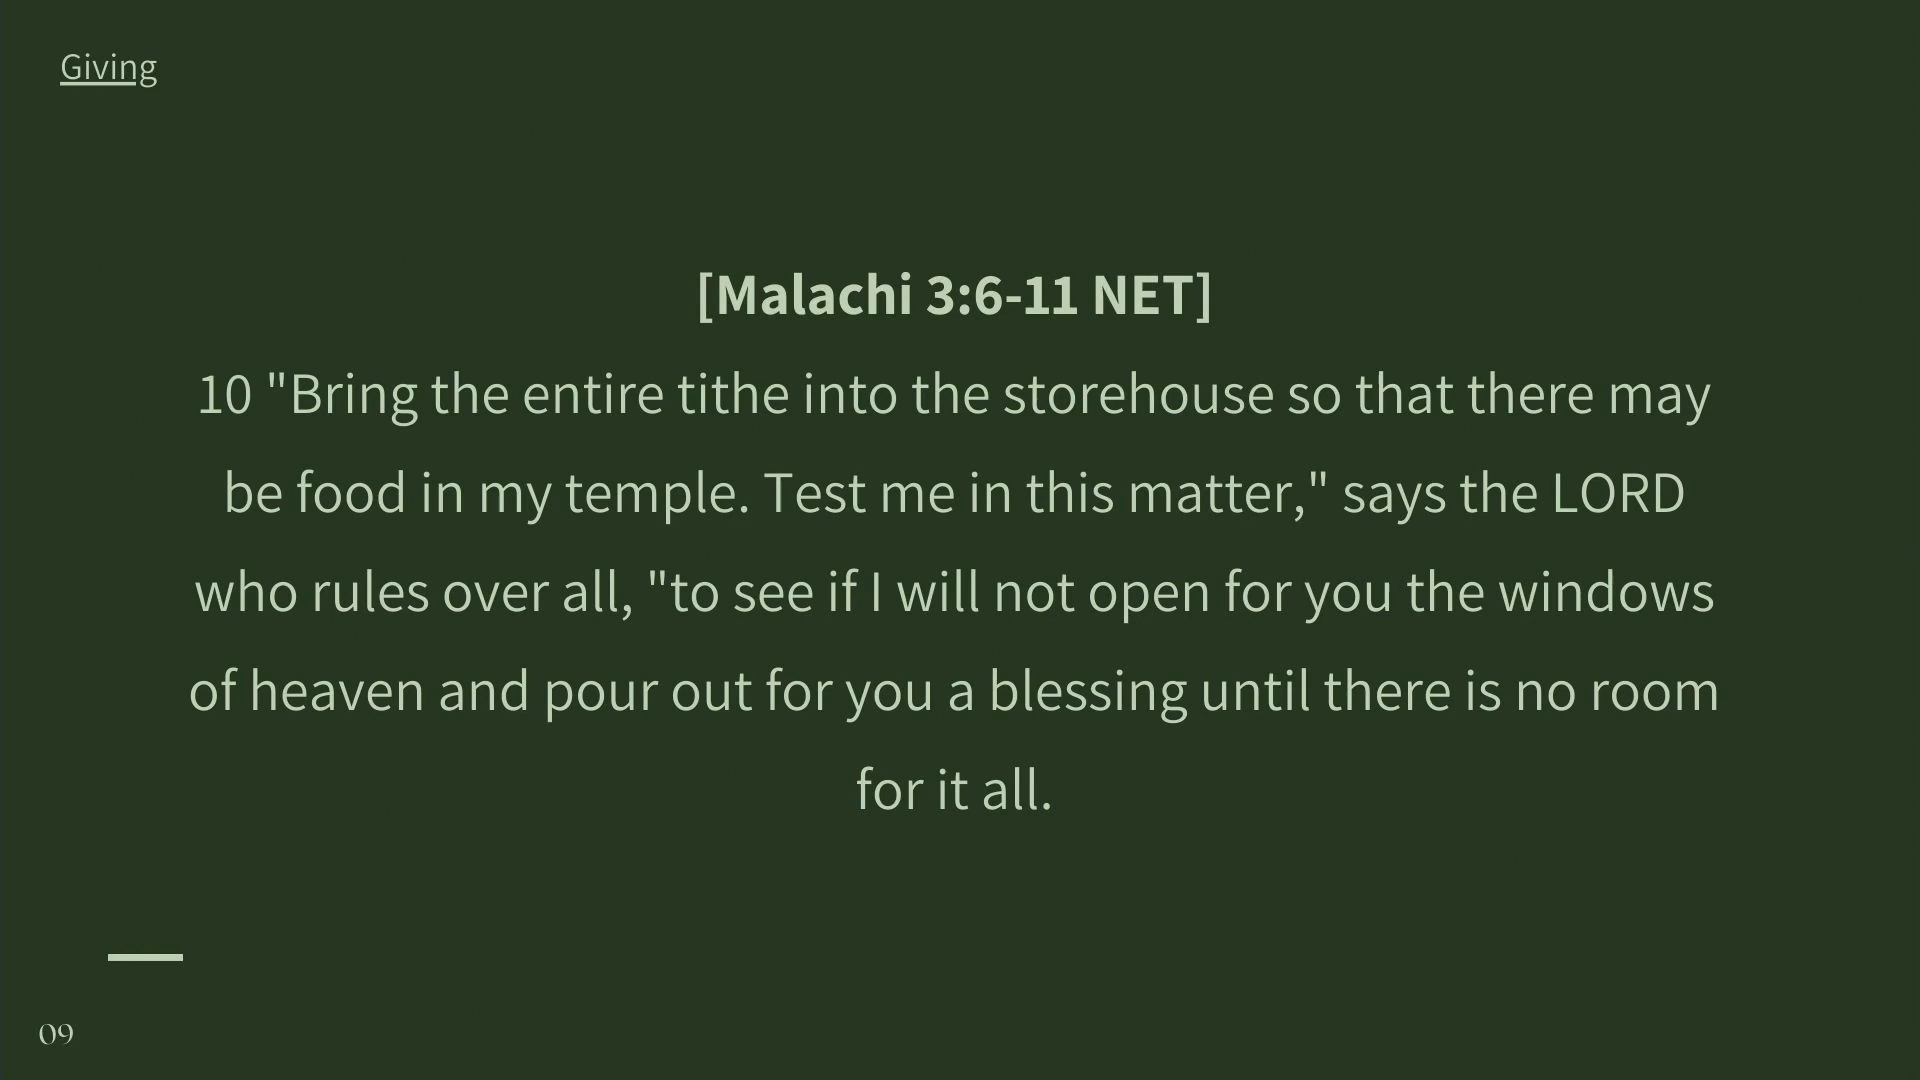 Giving
[Malachi 3:6-11 NET]
10 "Bring the entire tithe into the storehouse so that there may
be food in my temple. Test me in this matter," says the LORD
who rules over all, "to see if I will not open for you the windows
of heaven and pour out for you a blessing until there is no room
for it all.
09